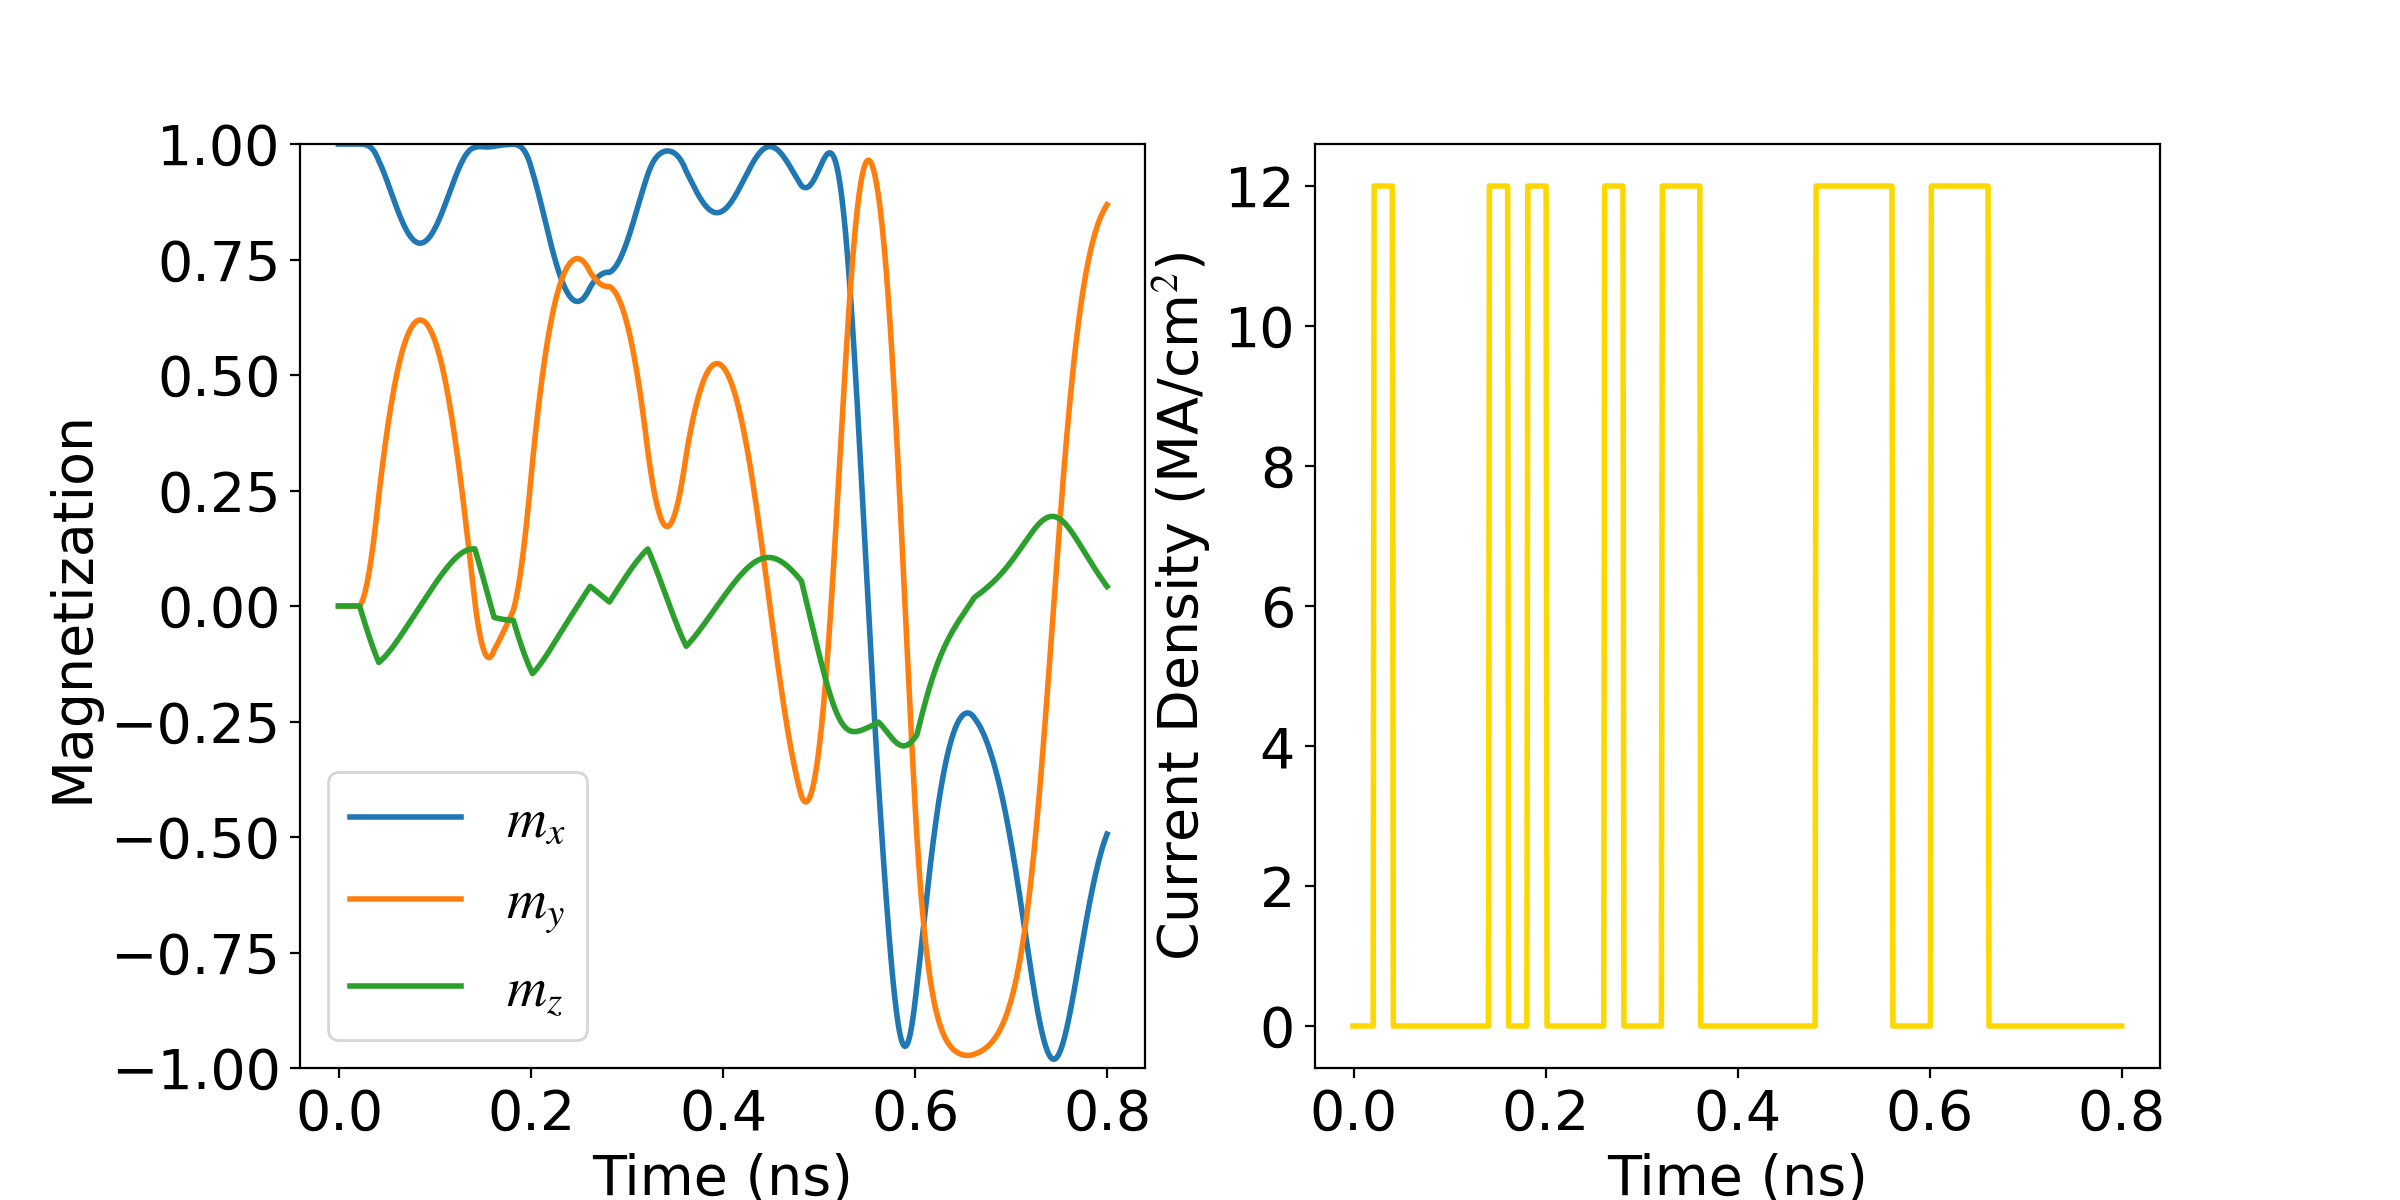 Magnetization
1.00
0.75
0.50
0.25
0.00
−0.25
−0.50
−0.75
−1.00
0.0 0.2 0.4 0.6 0.8
Time (ns)
m_x
m_y
m_z
Current Density (MA/cm²)
12
10
8
6
4
2
0
0.0 0.2 0.4 0.6 0.8
Time (ns)